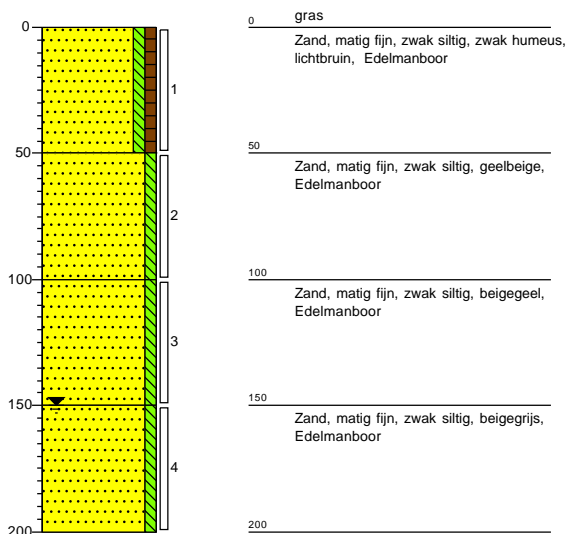 0
50
100
150
200
1
2
3
4
0
gras
Zand, matig fijn, zwak siltig, zwak humeus,
lichtbruin, Edelmanboor
50
Zand, matig fijn, zwak siltig, geelbeige,
Edelmanboor
100
Zand, matig fijn, zwak siltig, beigegeel,
Edelmanboor
150
Zand, matig fijn, zwak siltig, beigegrijs,
Edelmanboor
200